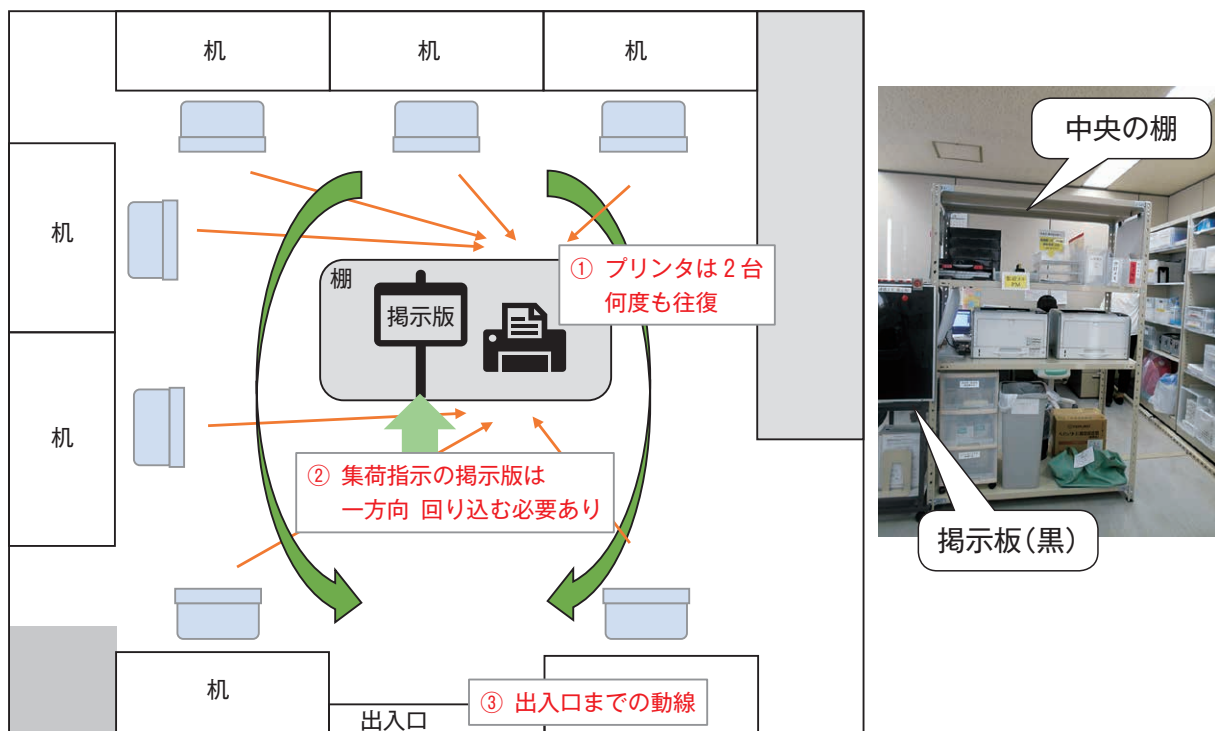 机
机
机
中央の棚
机
① プリンタは2台
何度も往復
棚
掲示版
机
② 集荷指示の掲示版は
一方向 回り込む必要あり
掲示板(黒)
机
③ 出入口までの動線
出入口